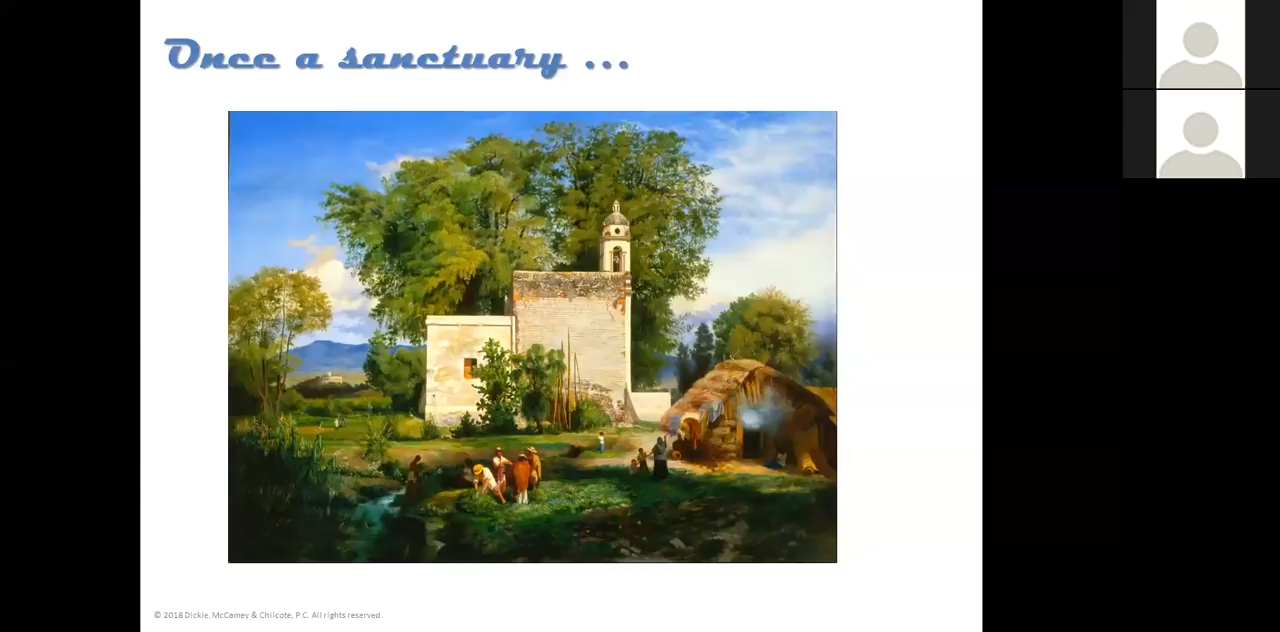 Once a sanctuary ...
© 2018 Dickie, McCamey & Chilcote, P.C. All rights reserved.